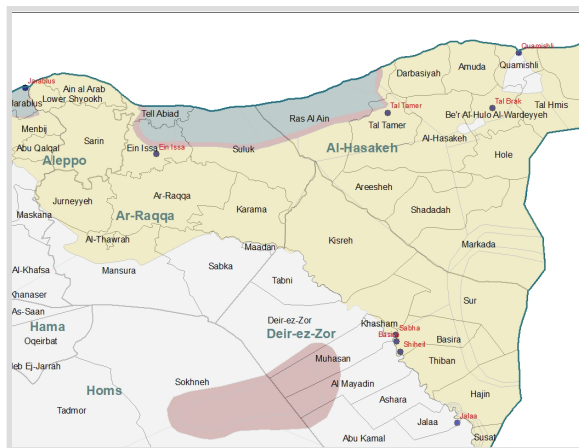 Quamishli
Amuda
Quamishli
Darbasiyah
Jarablus
Ain al Arab
Lower Shyookh
Jarablus
Tell Abiad
Ras Al Ain
Tal Tamer
Tal Brak
Tal Hmis
Be'r Al-Hulo Al-Wardeyyeh
Menbij
Tal Tamer
Sarin
Al-Hasakeh
Abu Qalqal
Ein Issa
Ein Issa
Suluk
Al-Hasakeh
Hole
Aleppo
Areesheh
Jurneyyeh
Ar-Raqqa
Karama
Shadadah
Maskana
Ar-Raqqa
Al-Thawrah
Kisreh
Markada
Maadan
Mansura
Sabka
Al-Khafsa
Tabni
Khanaser
Sur
As-Saan
Deir-ez-Zor
Khasham
Hama
Deir-ez-Zor
Sabha
Basira
Oqeirbat
Shiheil
Muhasan
Thiban
Sokhneh
Al Mayadin
Homs
Hajin
Ashara
Tadmor
Jalaa
Jalaa
Abu Kamal
Susat